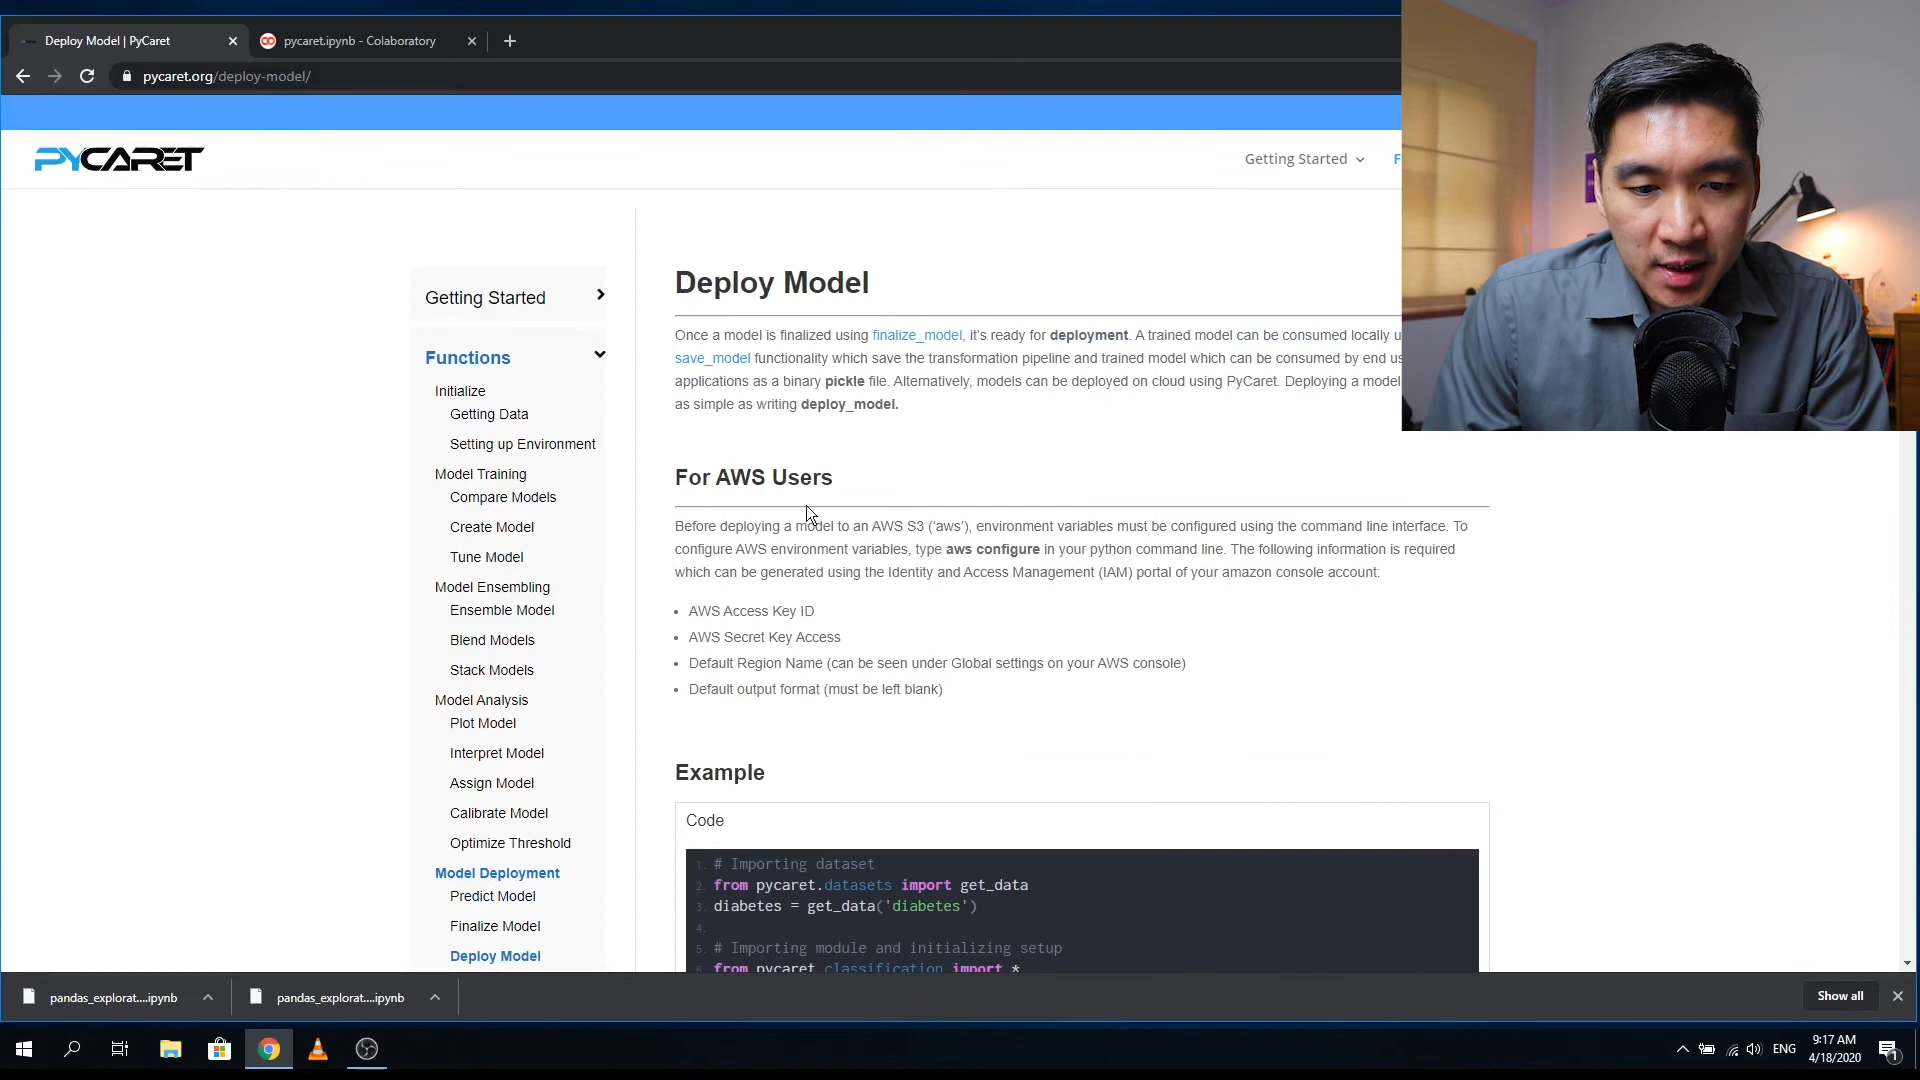 Deploy Model | PyCaret
pycaret.ipynb - Colaboratory
pycaret.org/deploy-model/
PYCARET
Getting Started
F
Getting Started
Functions
Initialize
Getting Data
Setting up Environment
Model Training
Compare Models
Create Model
Tune Model
Model Ensembling
Ensemble Model
Blend Models
Stack Models
Model Analysis
Plot Model
Interpret Model
Assign Model
Calibrate Model
Optimize Threshold
Model Deployment
Predict Model
Finalize Model
Deploy Model
Deploy Model
Once a model is finalized using finalize_model, it’s ready for deployment. A trained model can be consumed locally u
save_model functionality which save the transformation pipeline and trained model which can be consumed by end us
applications as a binary pickle file. Alternatively, models can be deployed on cloud using PyCaret. Deploying a model
as simple as writing deploy_model.
For AWS Users
Before deploying a model to an AWS S3 (‘aws’), environment variables must be configured using the command line interface. To
configure AWS environment variables, type aws configure in your python command line. The following information is required
which can be generated using the Identity and Access Management (IAM) portal of your amazon console account:
• AWS Access Key ID
• AWS Secret Key Access
• Default Region Name (can be seen under Global settings on your AWS console)
• Default output format (must be left blank)
Example
Code
1. # Importing dataset
2. from pycaret.datasets import get_data
3. diabetes = get_data('diabetes')
4.
5. # Importing module and initializing setup
6. from pycaret.classification import *
pandas_explorat....ipynb
pandas_explorat....ipynb
Show all
ENG
9:17 AM
4/18/2020
1